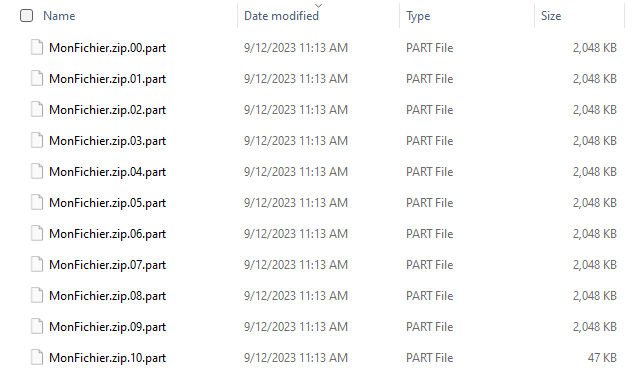 Name Date modified Type Size
MonFichier.zip.00.part 9/12/2023 11:13 AM PART File 2,048 KB
MonFichier.zip.01.part 9/12/2023 11:13 AM PART File 2,048 KB
MonFichier.zip.02.part 9/12/2023 11:13 AM PART File 2,048 KB
MonFichier.zip.03.part 9/12/2023 11:13 AM PART File 2,048 KB
MonFichier.zip.04.part 9/12/2023 11:13 AM PART File 2,048 KB
MonFichier.zip.05.part 9/12/2023 11:13 AM PART File 2,048 KB
MonFichier.zip.06.part 9/12/2023 11:13 AM PART File 2,048 KB
MonFichier.zip.07.part 9/12/2023 11:13 AM PART File 2,048 KB
MonFichier.zip.08.part 9/12/2023 11:13 AM PART File 2,048 KB
MonFichier.zip.09.part 9/12/2023 11:13 AM PART File 2,048 KB
MonFichier.zip.10.part 9/12/2023 11:13 AM PART File 47 KB